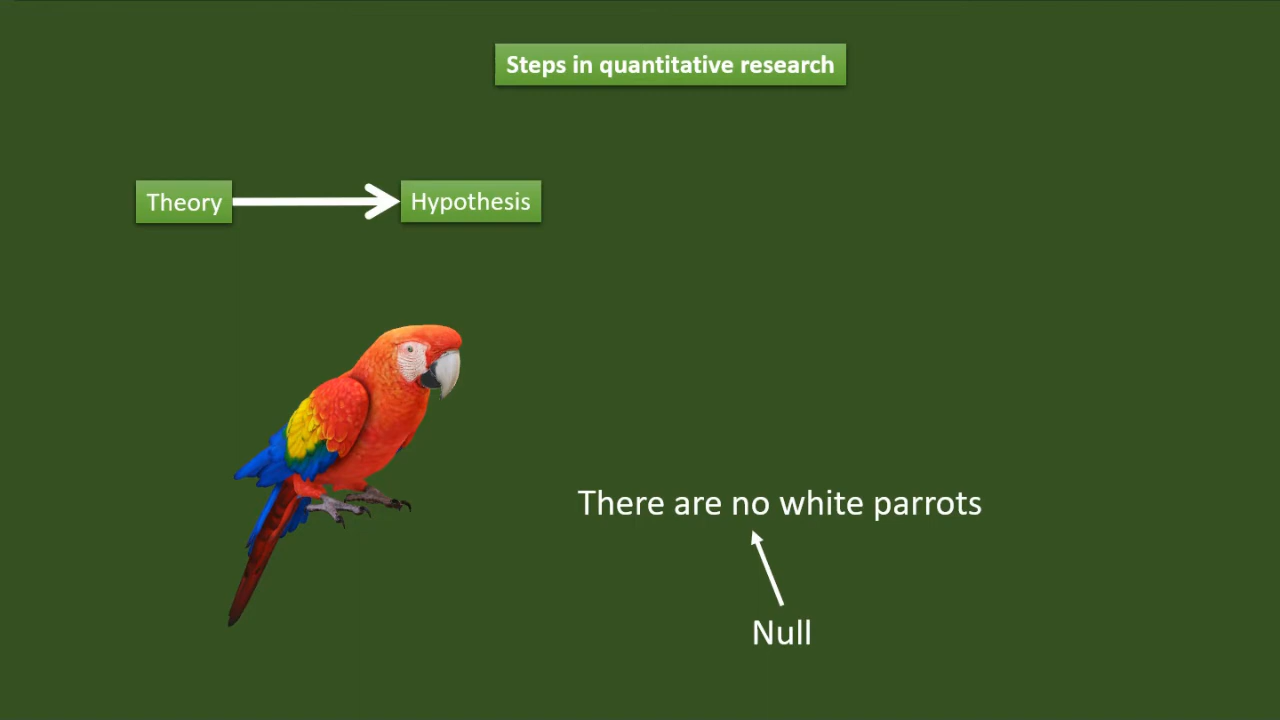 Steps in quantitative research
Theory
Hypothesis
There are no white parrots
Null